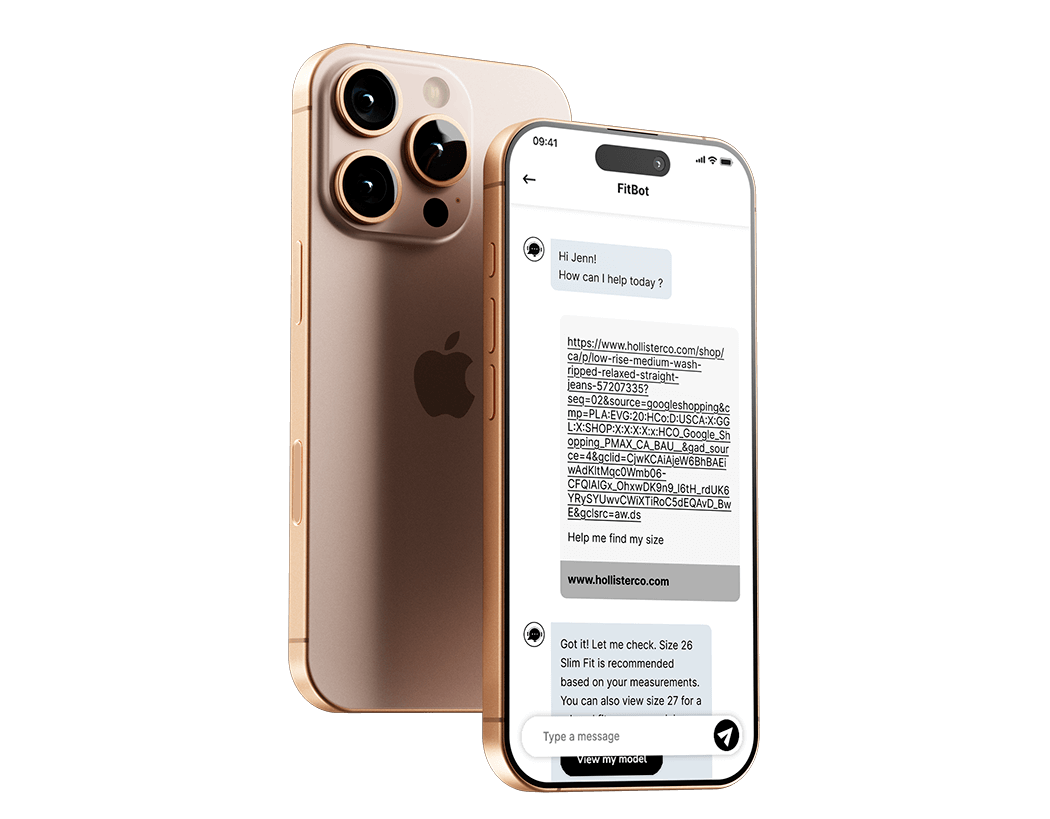 09:41
FitBot
Hi Jenn!
How can I help today ?
https://www.hollisterco.com/shop/
ca/p/low-rise-medium-wash-
ripped-relaxed-straight-
jeans-57207335?
seq=02&source=googleshopping&c
mp=PLA:EVG:20:HCo:D:USCA:X:GG
L:X:SHOP:X:X:X:X:x:HCO_Google_Sh
opping_PMAX_CA_BAU__&gad_sour
ce=4&gclid=CjwKCAiAjeW6BhBAEi
wAdKltMqc0Wmb06-
CFQIAIGx_OhxwDK9n9_l6tH_rdUK6
YRySYUwvCWiXTiRoC5dEQAvD_Bw
E&gclsrc=aw.ds
Help me find my size
www.hollisterco.com
Got it! Let me check. Size 26
Slim Fit is recommended
based on your measurements.
You can also view size 27 for a
Type a message
View my model